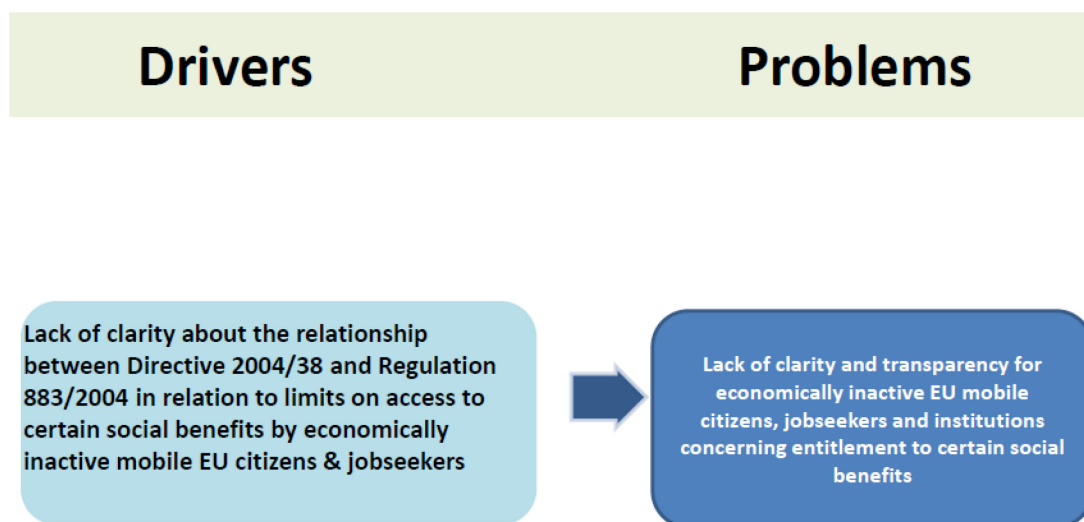 Drivers
Problems
Lack of clarity about the relationship
between Directive 2004/38 and Regulation
883/2004 in relation to limits on access to
certain social benefits by economically
inactive mobile EU citizens & jobseekers
Lack of clarity and transparency for
economically inactive EU mobile
citizens, jobseekers and institutions
concerning entitlement to certain social
benefits